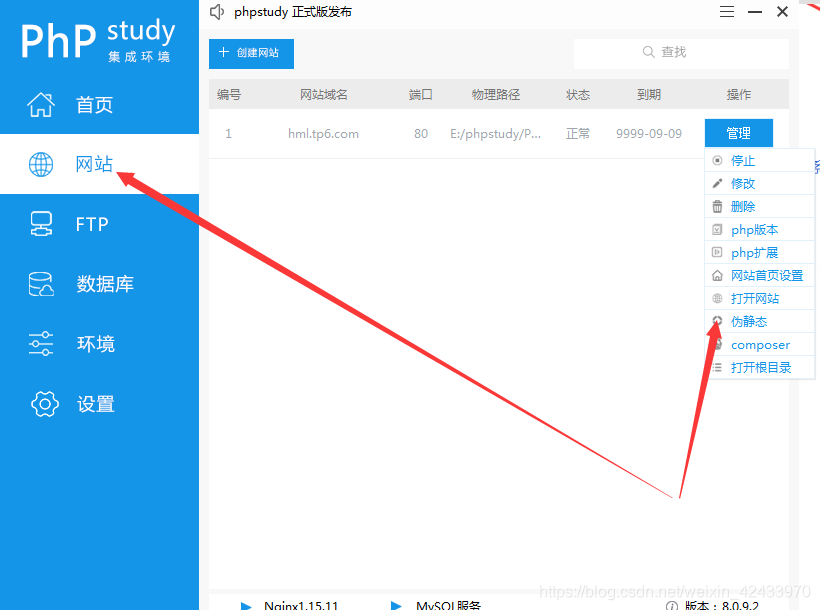 PhP study
集成环境
phpstudy 正式版发布
首页
网站
FTP
数据库
环境
设置
创建网站
查找
编号 网站域名 端口 物理路径 状态 到期 操作
1 hml.tp6.com 80 E:/phpstudy/P... 正常 9999-09-09 管理
停止
修改
删除
php版本
php扩展
网站首页设置
打开网站
伪静态
composer
打开根目录
https://blog.csdn.net/weixin_42433970
Nginx1.15.11 MySQL服务 版本：8.0.9.2